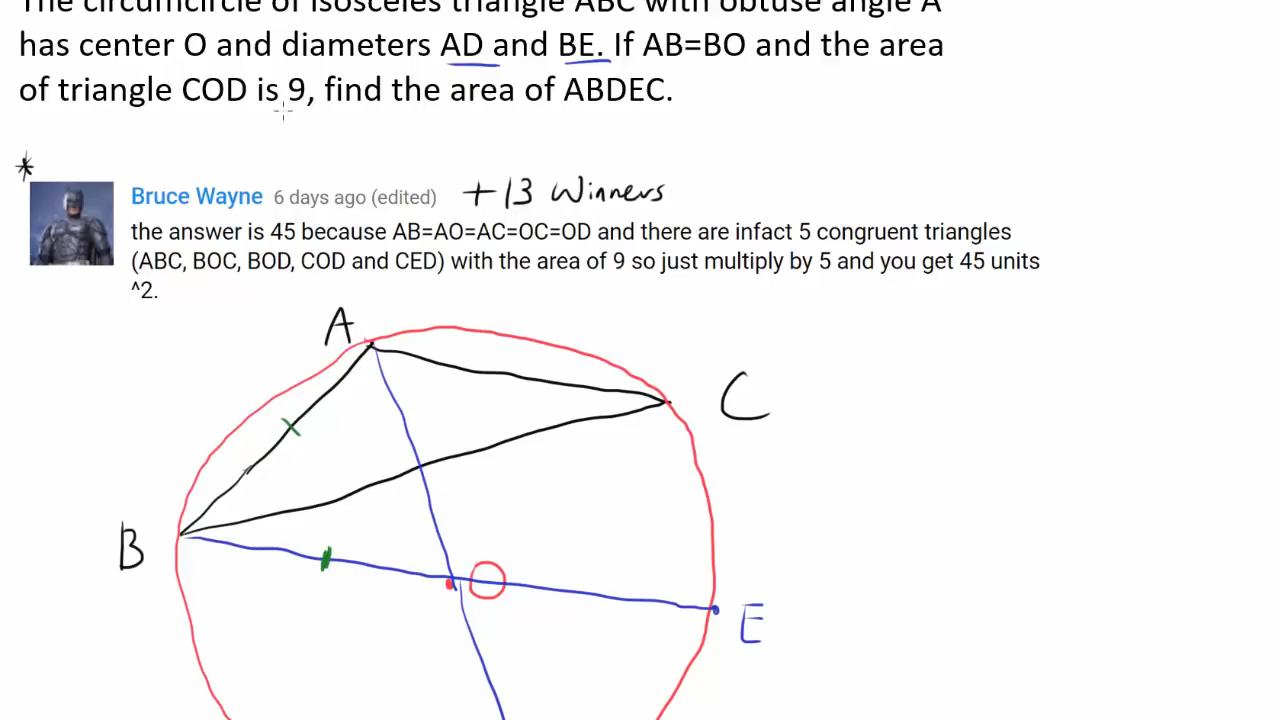 The circumcircle of isosceles triangle ABC with obtuse angle A
has center O and diameters AD and BE. If AB=BO and the area
of triangle COD is 9, find the area of ABDEC.
*
Bruce Wayne 6 days ago (edited) +13 Winners
the answer is 45 because AB=AO=AC=OC=OD and there are infact 5 congruent triangles
(ABC, BOC, BOD, COD and CED) with the area of 9 so just multiply by 5 and you get 45 units
^2.
A
C
B
O
E